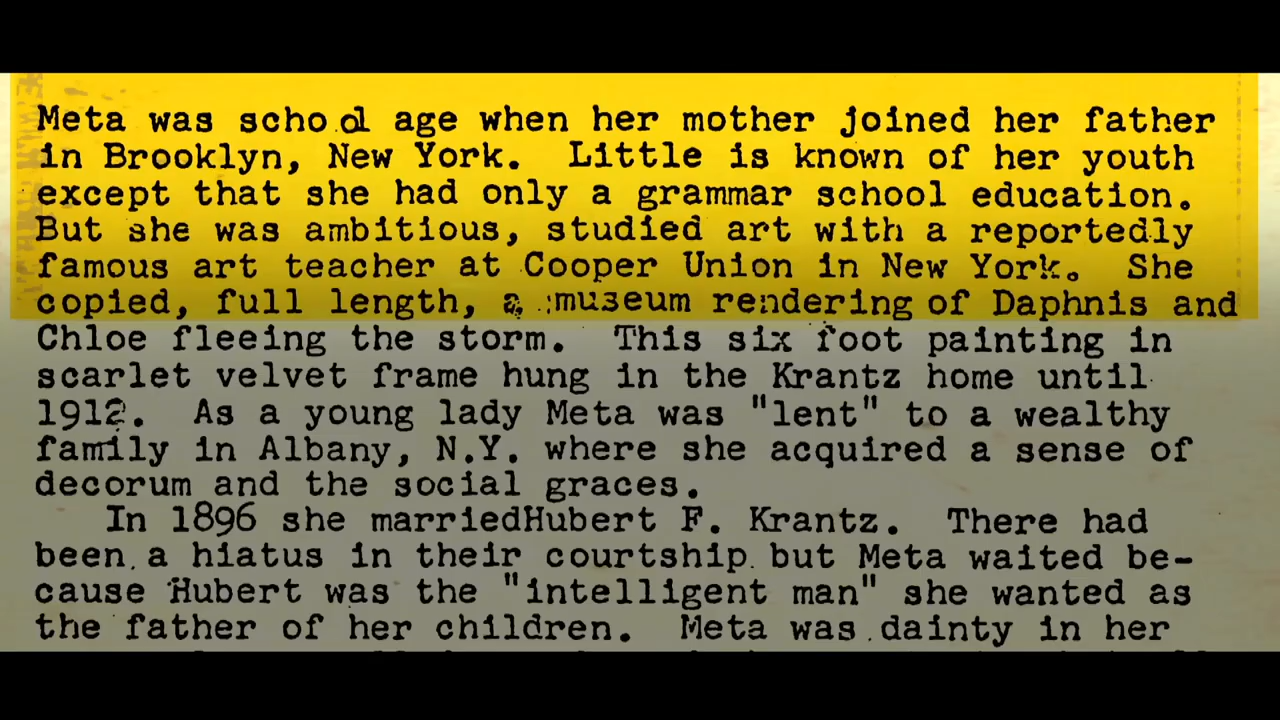 Meta was school age when her mother joined her father
in Brooklyn, New York. Little is known of her youth
except that she had only a grammar school education.
But she was ambitious, studied art with a reportedly
famous art teacher at Cooper Union in New York. She
copied, full length, a museum rendering of Daphnis and
Chloe fleeing the storm. This six foot painting in
scarlet velvet frame hung in the Krantz home until
1912. As a young lady Meta was "lent" to a wealthy
family in Albany, N.Y. where she acquired a sense of
decorum and the social graces.
In 1896 she marriedHubert F. Krantz. There had
been a hiatus in their courtship but Meta waited be-
cause Hubert was the "intelligent man" she wanted as
the father of her children. Meta was dainty in her